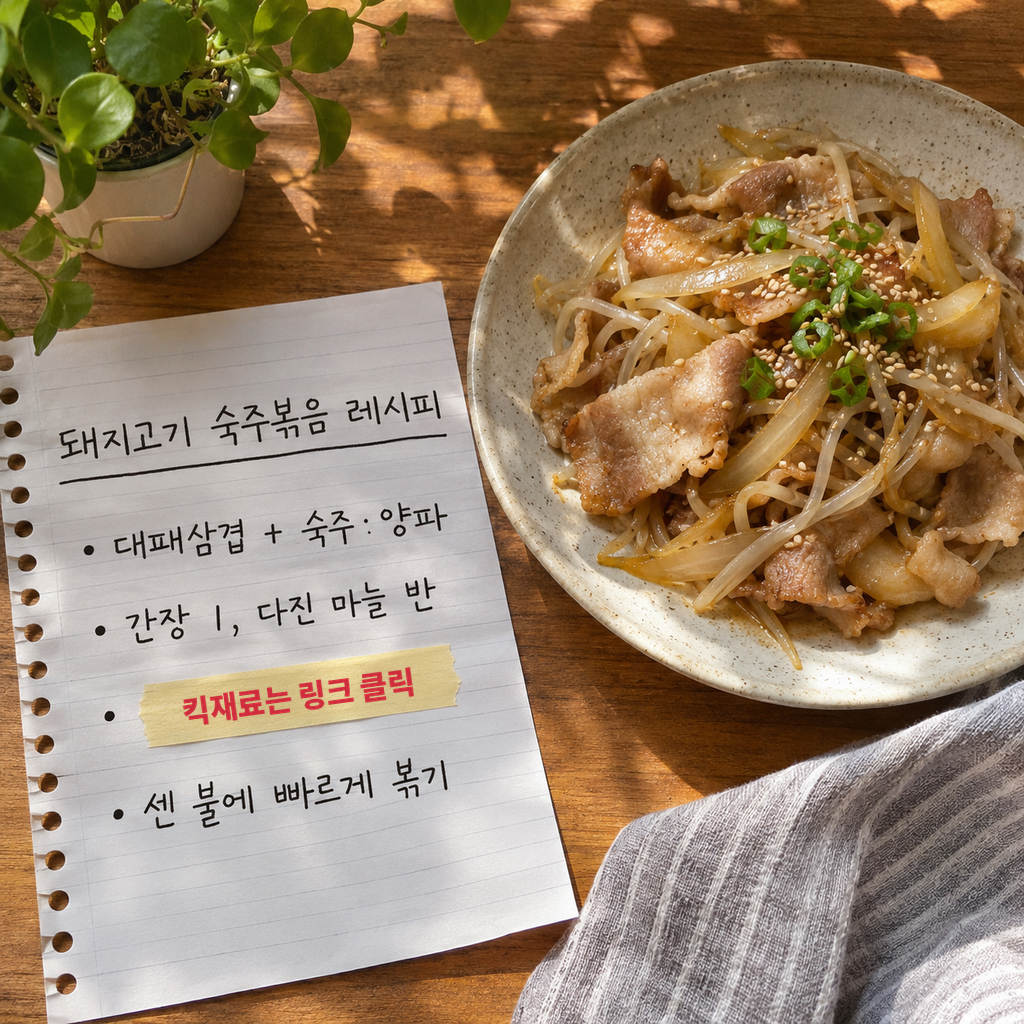 돼지고기 숙주볶음 레시피
• 대패삼겹 + 숙주 : 양파
• 간장 1, 다진 마늘 반
• 킥재료는 링크 클릭
• 센 불에 빠르게 볶기